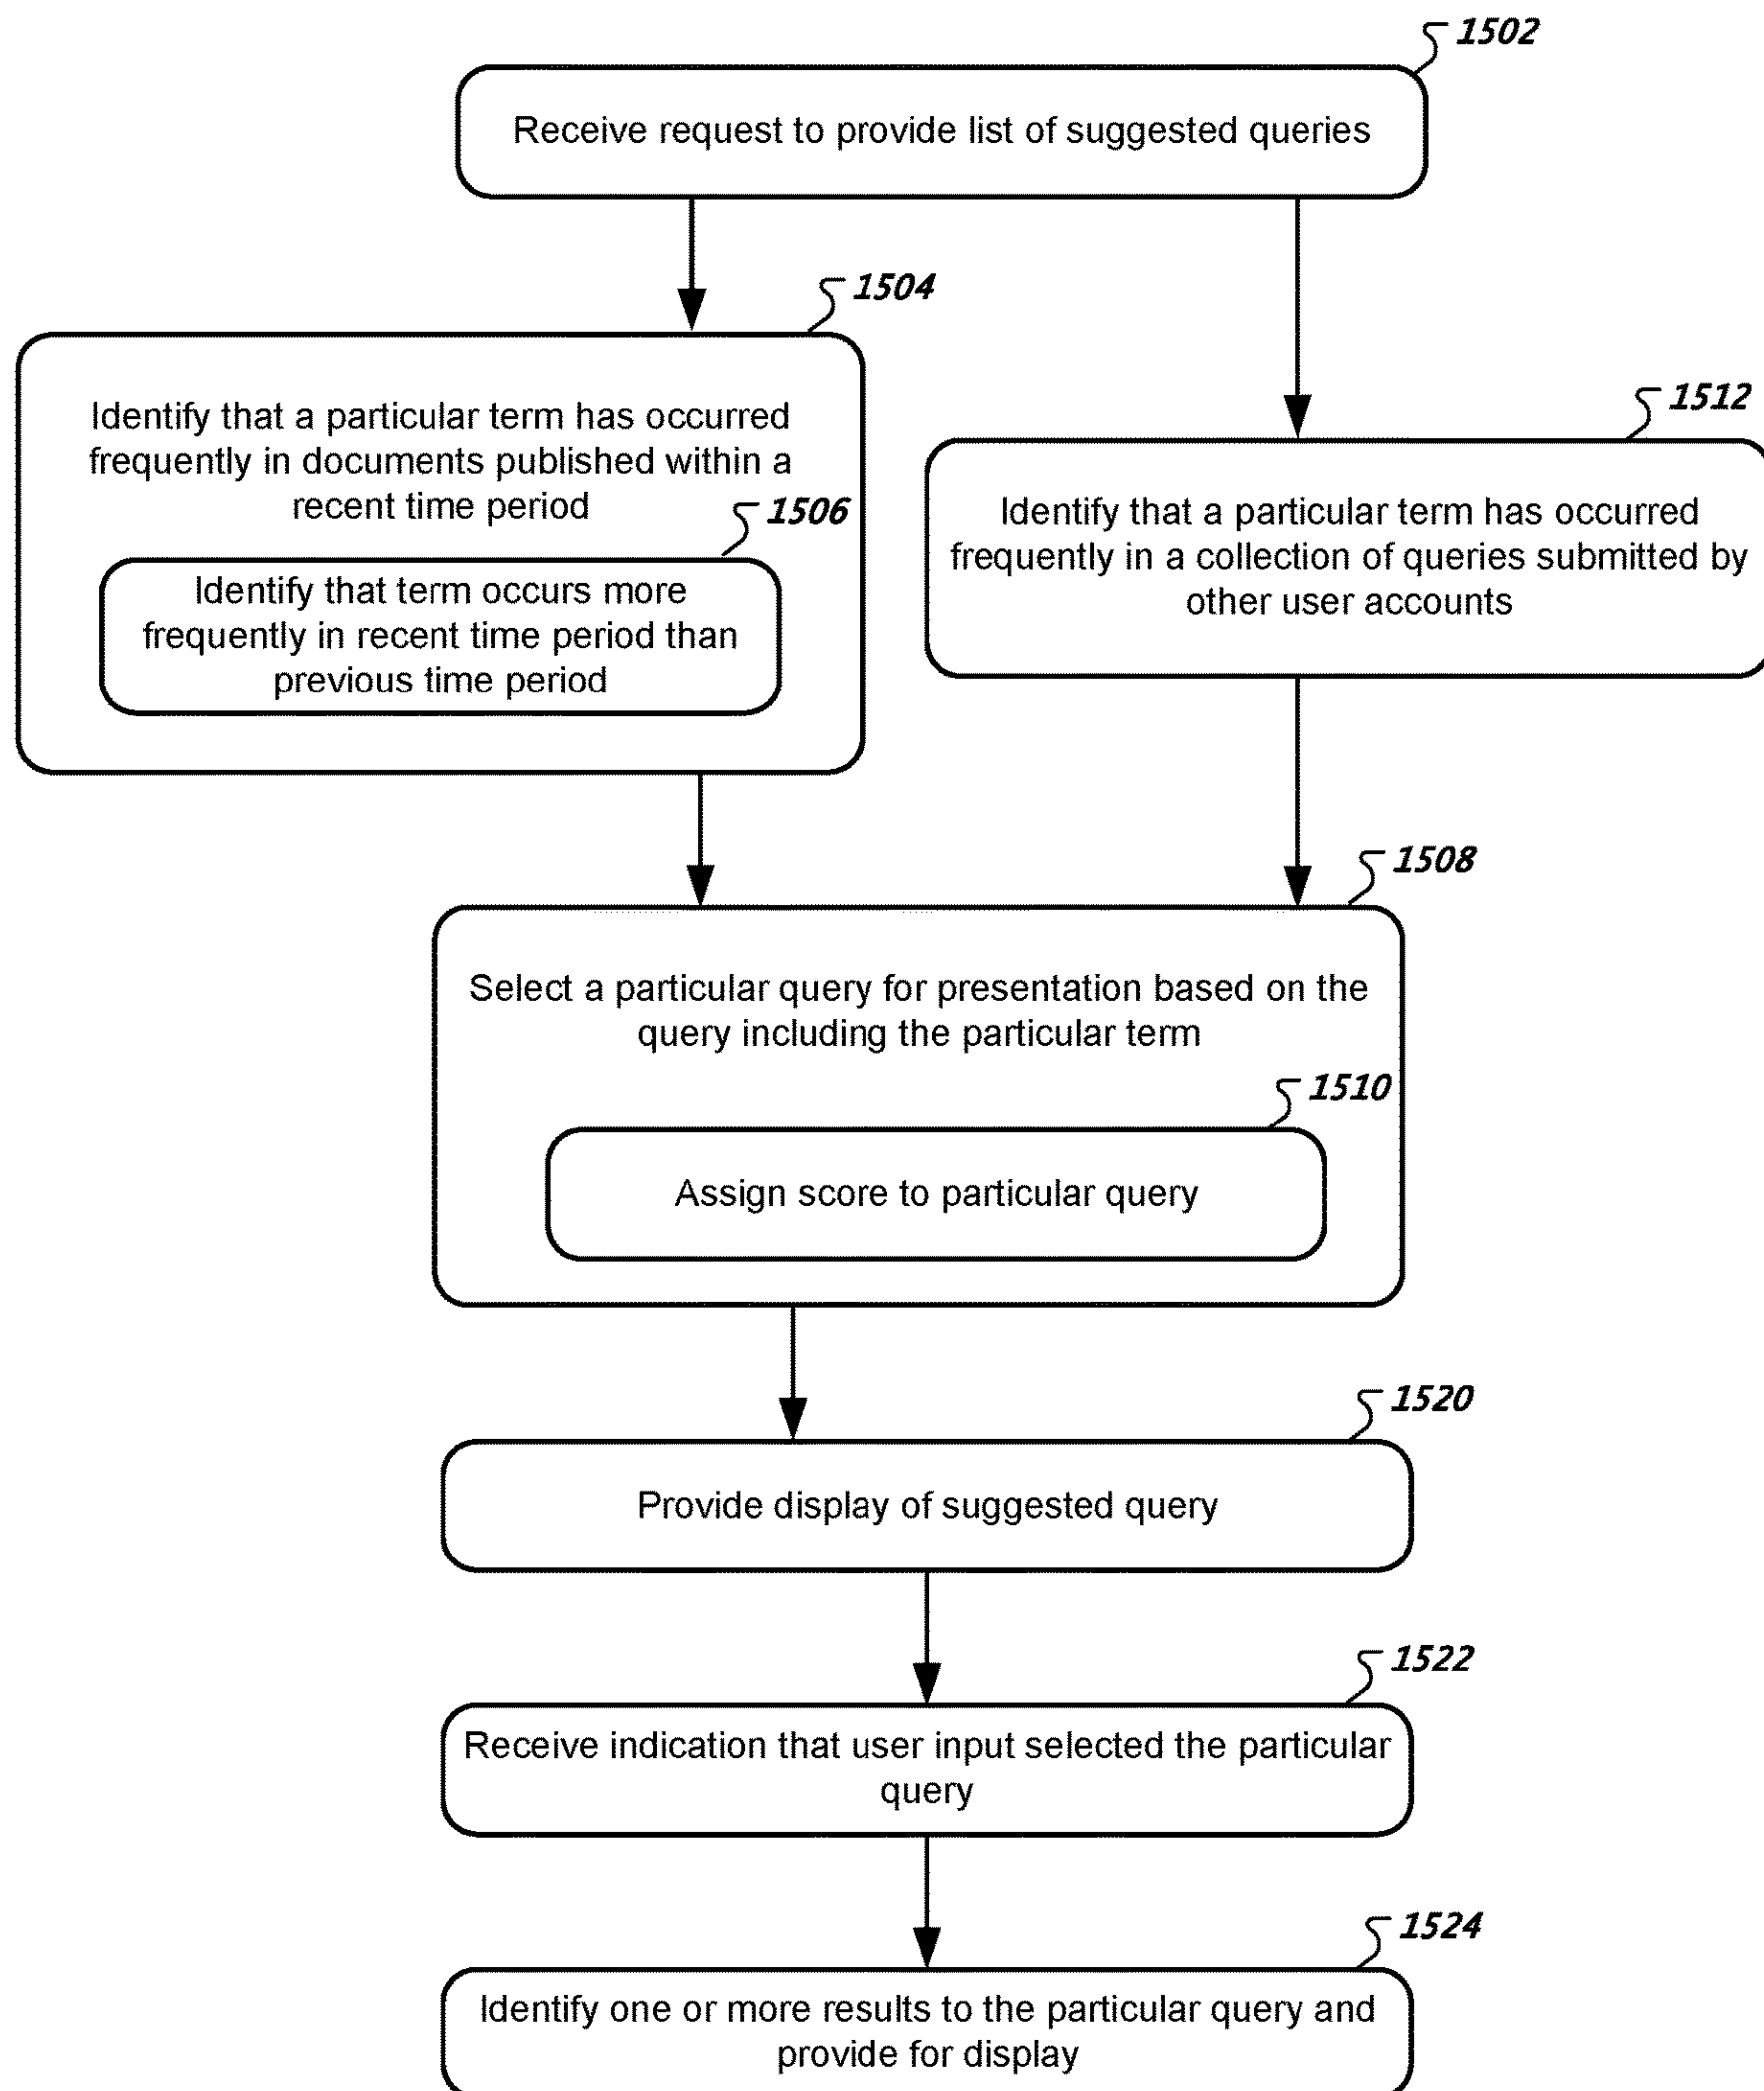 1502
Receive request to provide list of suggested queries
1504
Identify that a particular term has occurred
frequently in documents published within a
recent time period
1506
Identify that term occurs more
frequently in recent time period than
previous time period
1512
Identify that a particular term has occurred
frequently in a collection of queries submitted by
other user accounts
1508
Select a particular query for presentation based on the
query including the particular term
1510
Assign score to particular query
1520
Provide display of suggested query
1522
Receive indication that user input selected the particular
query
1524
Identify one or more results to the particular query and
provide for display